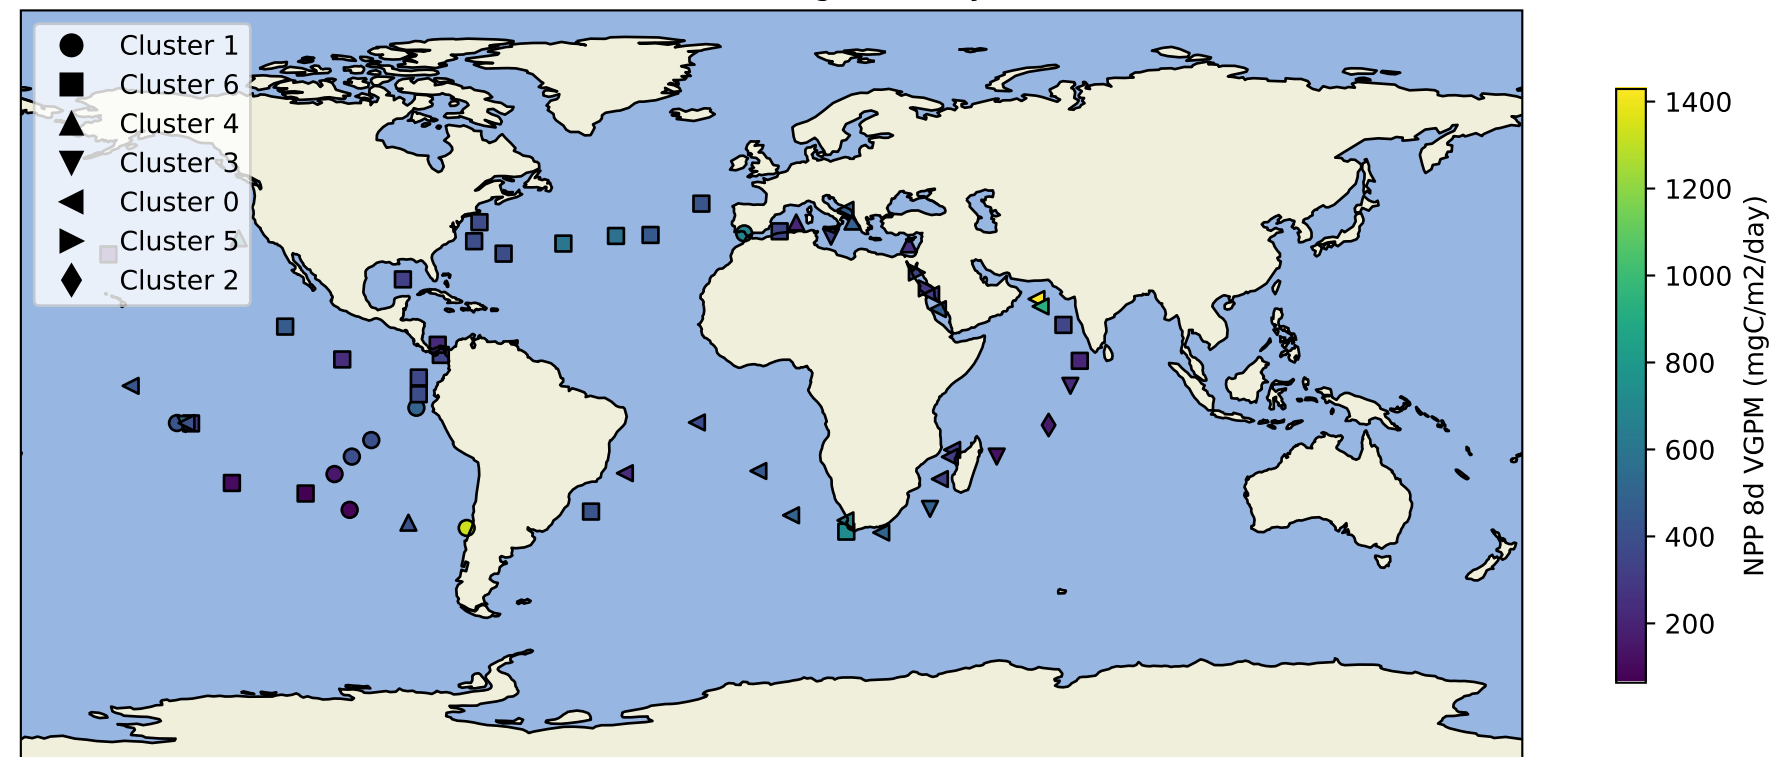 Cluster 1
Cluster 6
Cluster 4
Cluster 3
Cluster 0
Cluster 5
Cluster 2
1400
1200
1000
800
600
400
200
NPP 8d VGPM (mgC/m2/day)